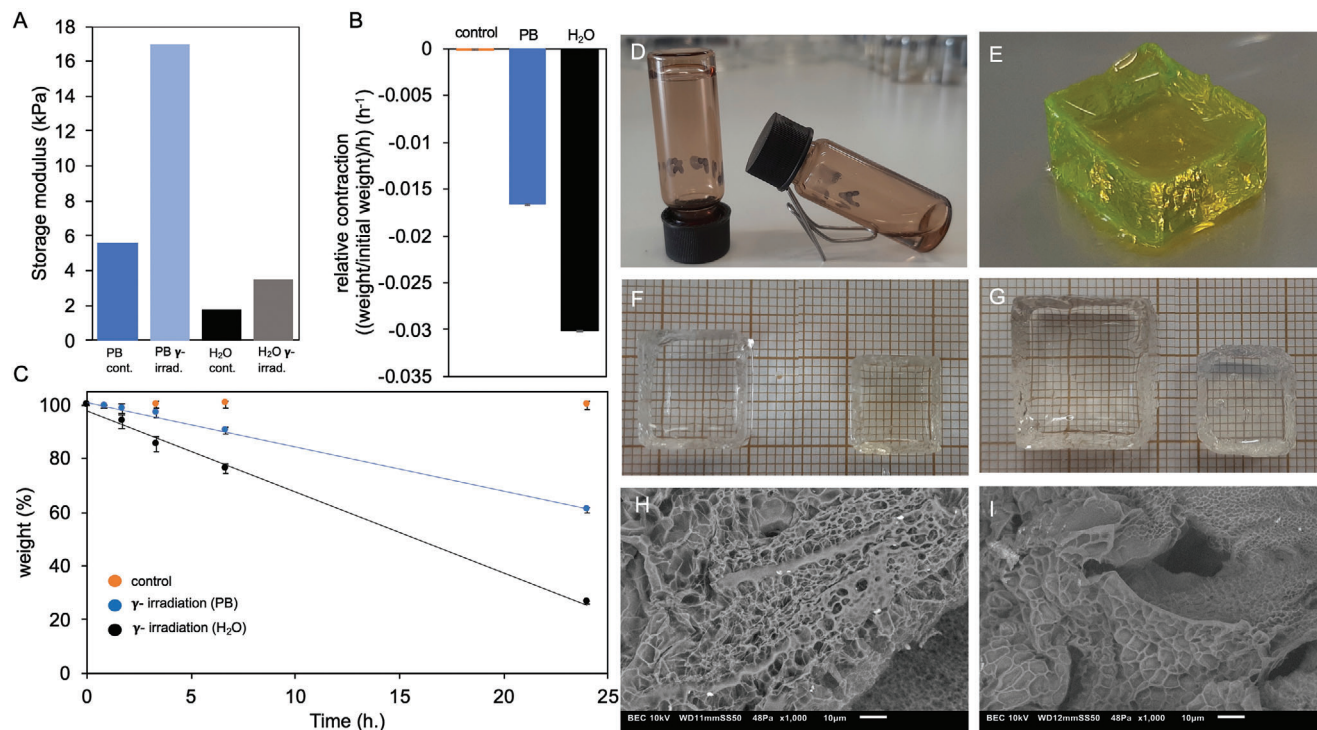 A
18
16
14
12
10
8
6
4
2
0
Storage modulus (kPa)
PB
cont.
PB γ-
irrad.
H₂O
cont.
H₂O γ-
irrad.
B
control
PB
H₂O
0
-0.005
-0.01
-0.015
-0.02
-0.025
-0.03
-0.035
relative contraction
((weight/initial weight)/h) (h⁻¹)
C
100
80
60
40
20
0
weight (%)
control
γ- irradiation (PB)
γ- irradiation (H₂O)
0
5
10
15
20
25
Time (h.)
D
E
F
G
H
BEC 10kV WD11mmSS50 48Pa x1,000 10μm
I
BEC 10kV WD12mmSS50 48Pa x1,000 10μm